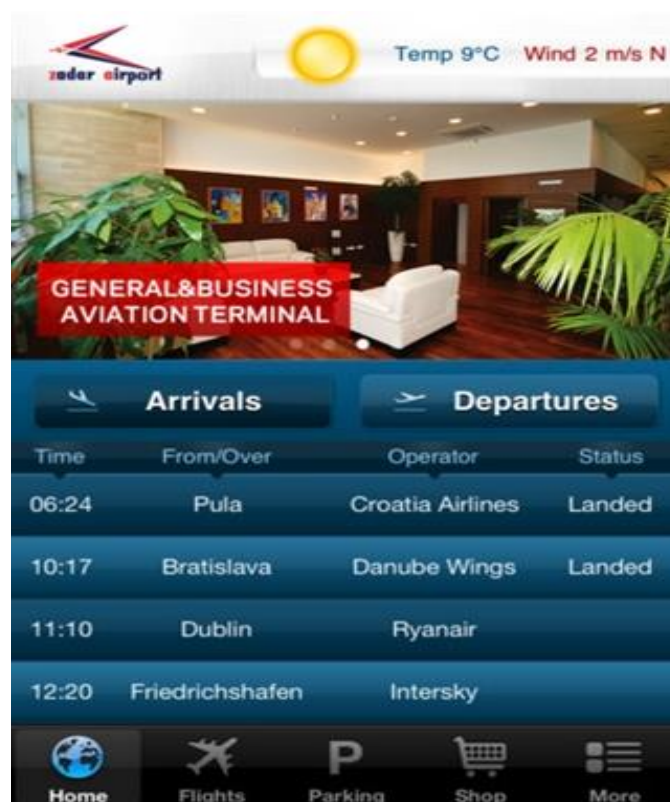 zadar airport
Temp 9°C Wind 2 m/s N
GENERAL&BUSINESS
AVIATION TERMINAL
Arrivals Departures
Time From/Over Operator Status
06:24 Pula Croatia Airlines Landed
10:17 Bratislava Danube Wings Landed
11:10 Dublin Ryanair
12:20 Friedrichshafen Intersky
P
Home Flights Parking Shop More